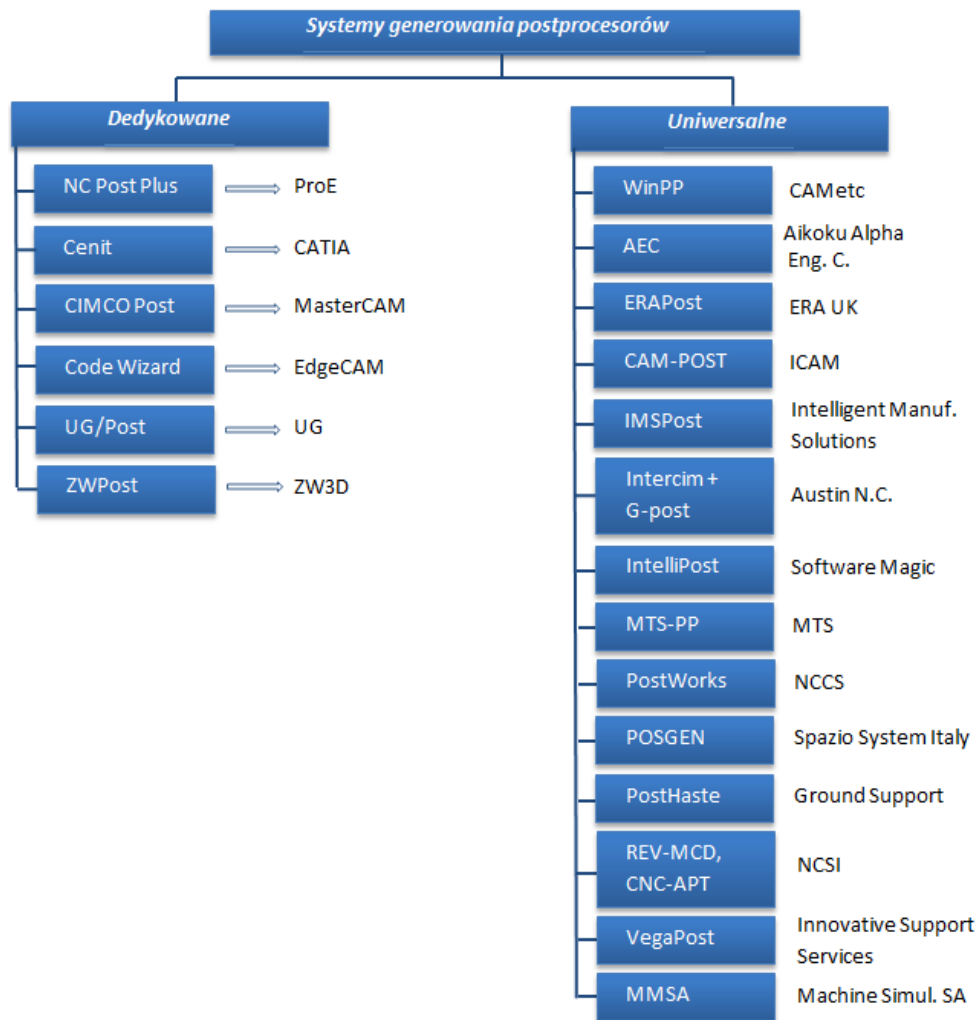 Systemy generowania postprocesorów
Dedykowane
NC Post Plus
ProE
Cenit
CATIA
CIMCO Post
MasterCAM
Code Wizard
EdgeCAM
UG/Post
UG
ZWPost
ZW3D
Uniwersalne
WinPP
CAMetc
AEC
Aikoku Alpha
Eng. C.
ERAPost
ERA UK
CAM-POST
ICAM
IMSPost
Intelligent Manuf.
Solutions
Intercim +
G-post
Austin N.C.
IntelliPost
Software Magic
MTS-PP
MTS
PostWorks
NCCS
POSGEN
Spazio System Italy
PostHaste
Ground Support
REV-MCD,
CNC-APT
NCSI
VegaPost
Innovative Support
Services
MMSA
Machine Simul. SA